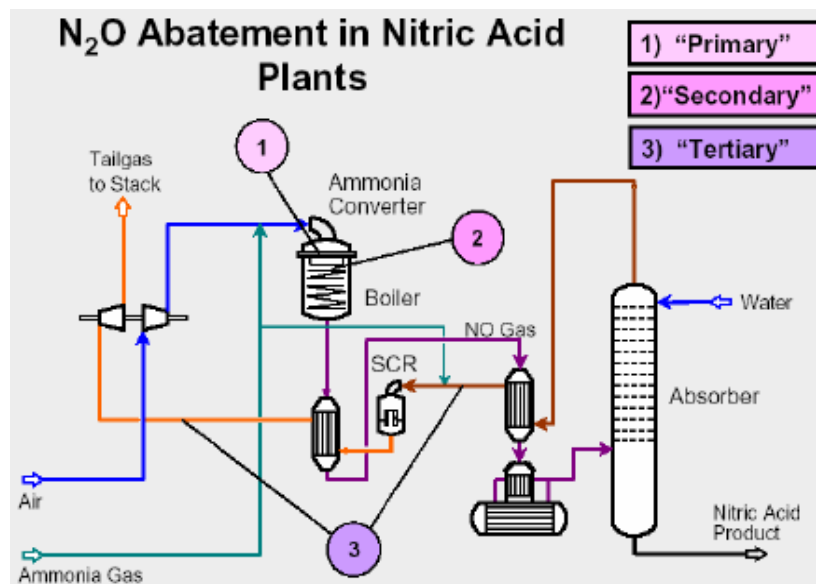 N₂O Abatement in Nitric Acid
Plants
1) “Primary”
2)“Secondary”
3) “Tertiary”
Tailgas
to Stack
1
Ammonia
Converter
2
Boiler
NO Gas
Water
SCR
Absorber
Air
3
Nitric Acid
Product
Ammonia Gas